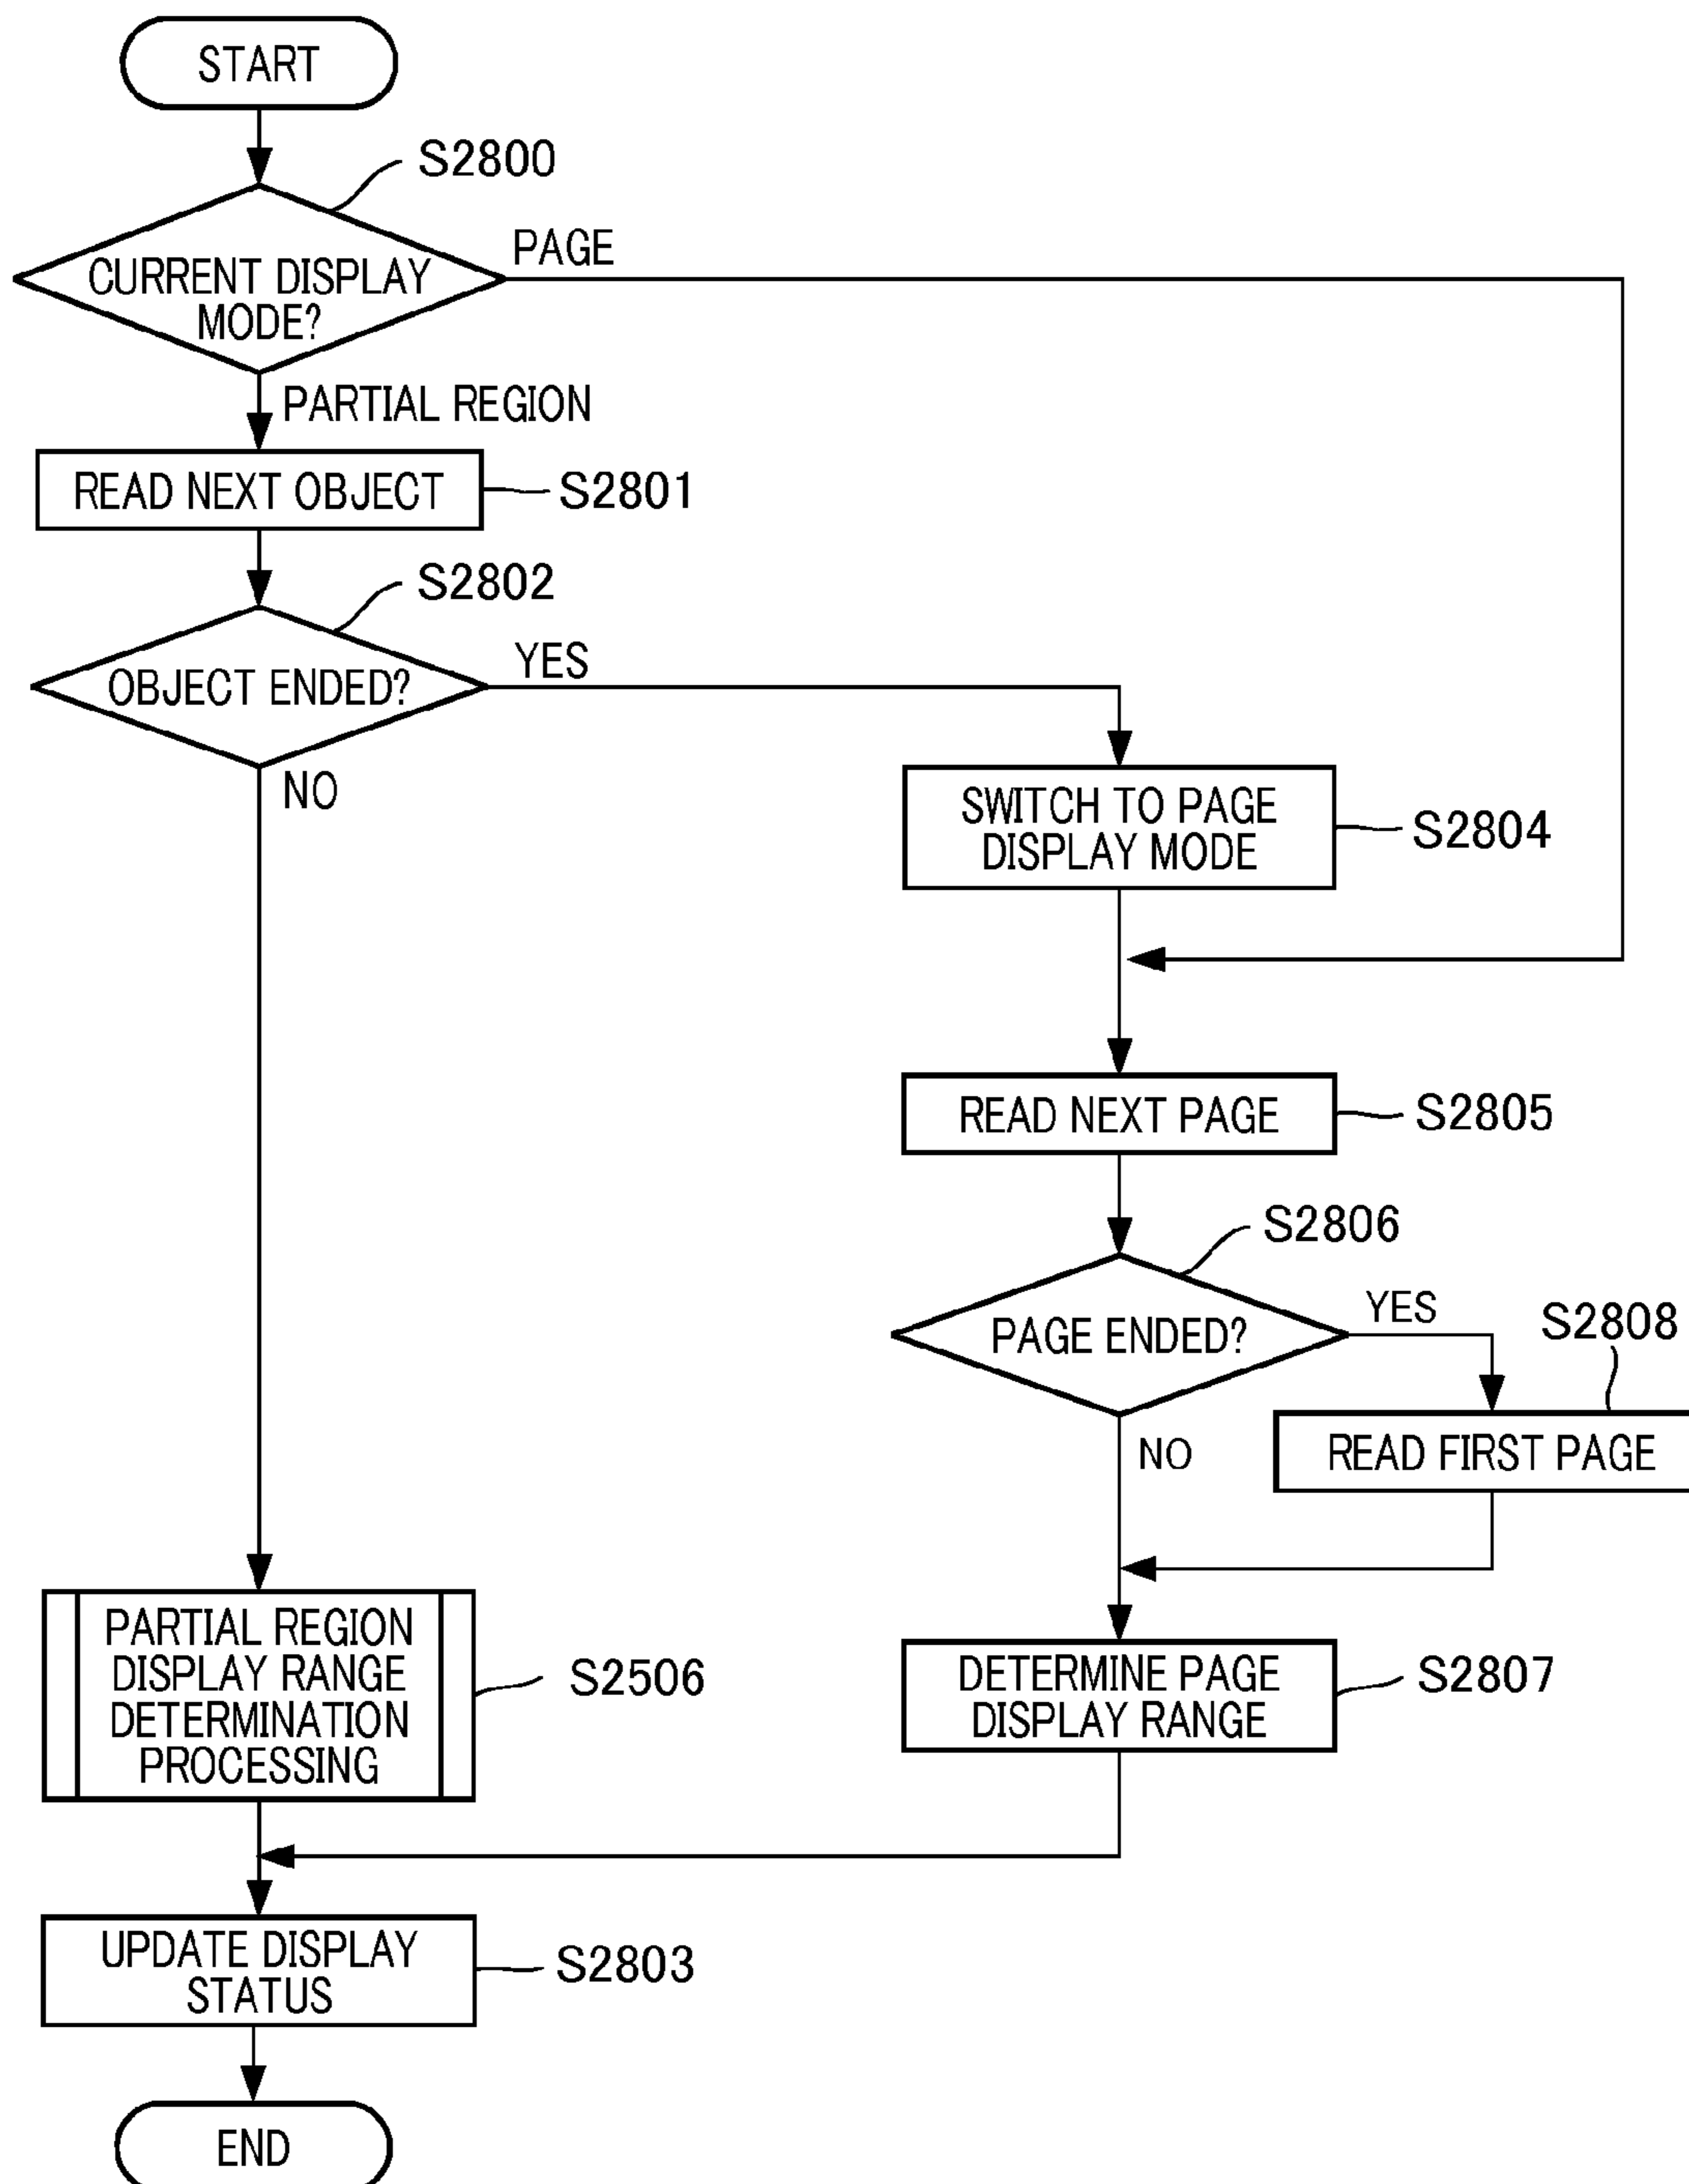 START
S2800
PAGE
CURRENT DISPLAY
MODE?
PARTIAL REGION
READ NEXT OBJECT
S2801
S2802
YES
OBJECT ENDED?
NO
SWITCH TO PAGE
DISPLAY MODE
S2804
READ NEXT PAGE
S2805
S2806
YES
S2808
PAGE ENDED?
NO
READ FIRST PAGE
PARTIAL REGION
DISPLAY RANGE
DETERMINATION
PROCESSING
S2506
DETERMINE PAGE
DISPLAY RANGE
S2807
UPDATE DISPLAY
STATUS
S2803
END